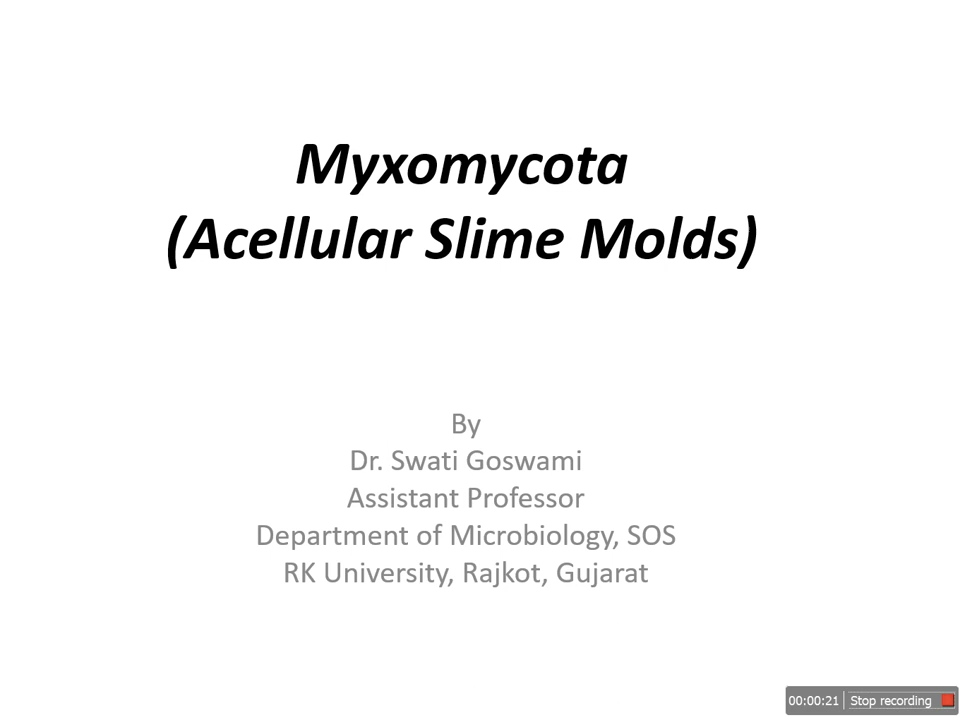 Myxomycota
(Acellular Slime Molds)
By
Dr. Swati Goswami
Assistant Professor
Department of Microbiology, SOS
RK University, Rajkot, Gujarat
00:00:21 Stop recording